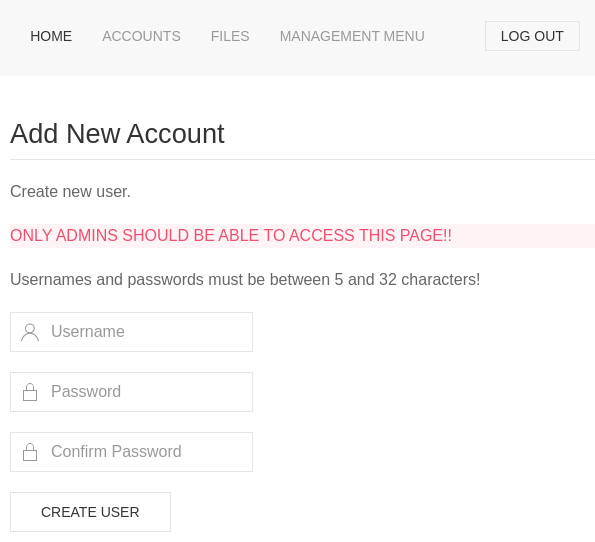 HOME ACCOUNTS FILES MANAGEMENT MENU LOG OUT
Add New Account
Create new user.
ONLY ADMINS SHOULD BE ABLE TO ACCESS THIS PAGE!!
Usernames and passwords must be between 5 and 32 characters!
Username
Password
Confirm Password
CREATE USER